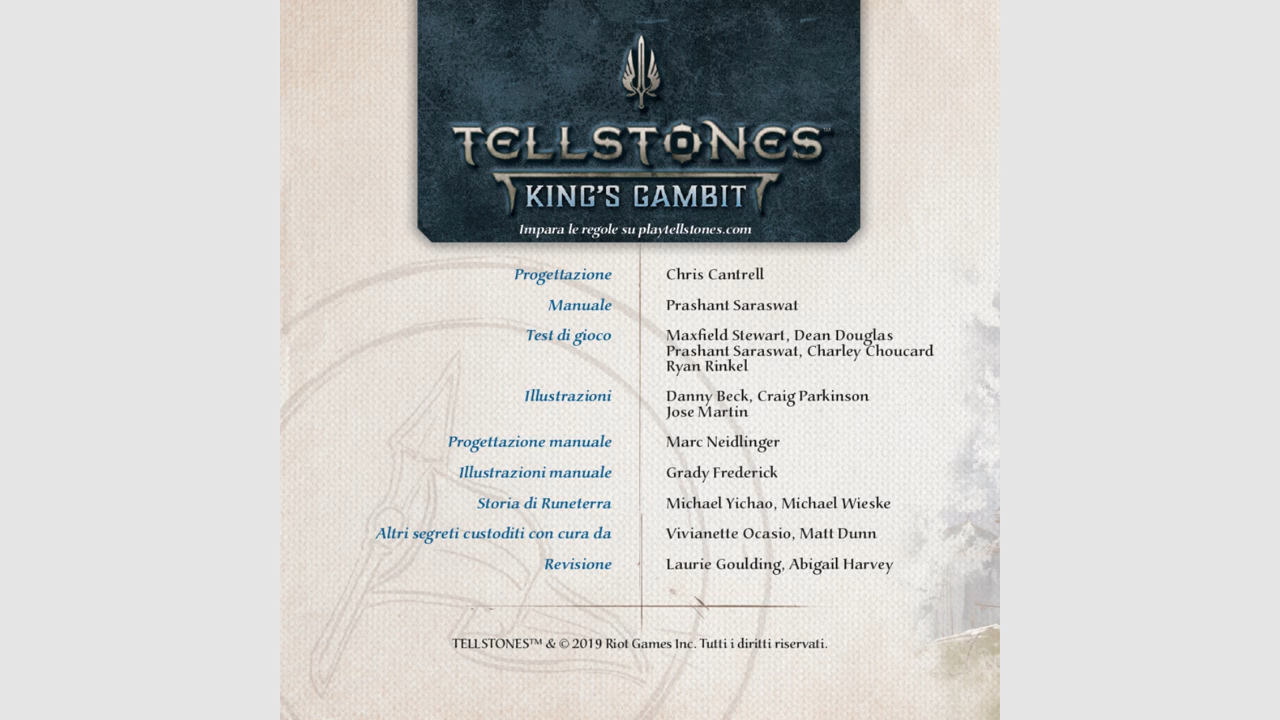 TELLSTONES™
KING'S GAMBIT
Impara le regole su playtellstones.com
Progettazione Chris Cantrell
Manuale Prashant Saraswat
Test di gioco Maxfield Stewart, Dean Douglas
Prashant Saraswat, Charley Choucard
Ryan Rinkel
Illustrazioni Danny Beck, Craig Parkinson
Jose Martin
Progettazione manuale Marc Neidlinger
Illustrazioni manuale Grady Frederick
Storia di Runeterra Michael Yichao, Michael Wieske
Altri segreti custoditi con cura da Vivianette Ocasio, Matt Dunn
Revisione Laurie Goulding, Abigail Harvey
TELLSTONES™ & © 2019 Riot Games Inc. Tutti i diritti riservati.